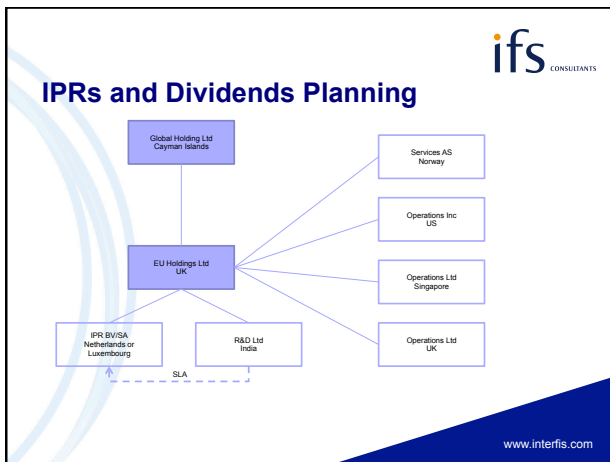 ifs CONSULTANTS
IPRs and Dividends Planning
Global Holding Ltd
Cayman Islands
Services AS
Norway
Operations Inc
US
EU Holdings Ltd
UK
Operations Ltd
Singapore
IPR BV/SA
Netherlands or
Luxembourg
R&D Ltd
India
Operations Ltd
UK
SLA
www.interfis.com